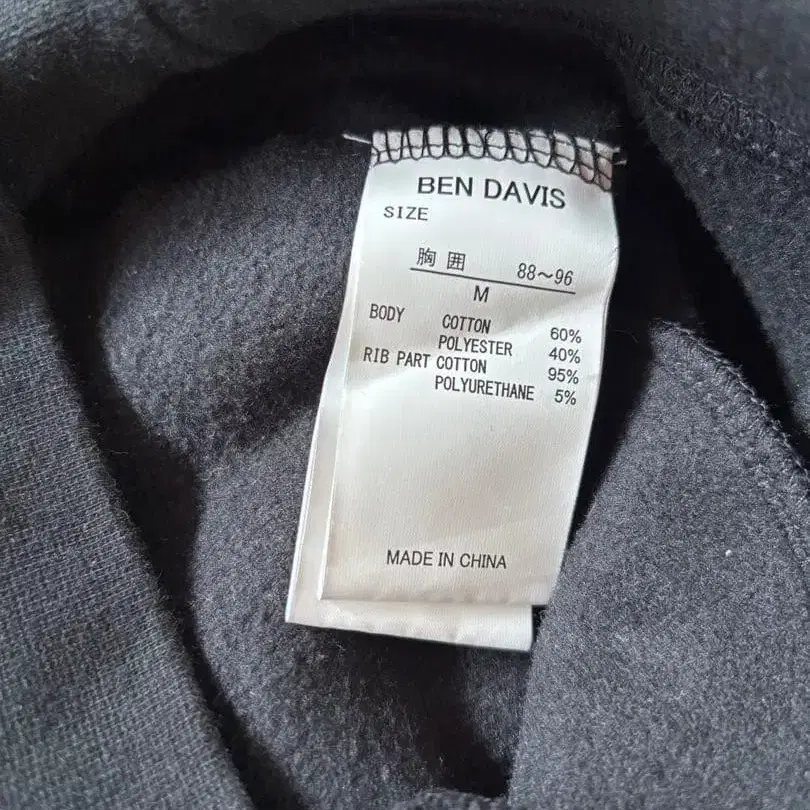 BEN DAVIS
SIZE
胸囲 88～96
M
BODY COTTON 60%
POLYESTER 40%
RIB PART COTTON 95%
POLYURETHANE 5%
MADE IN CHINA